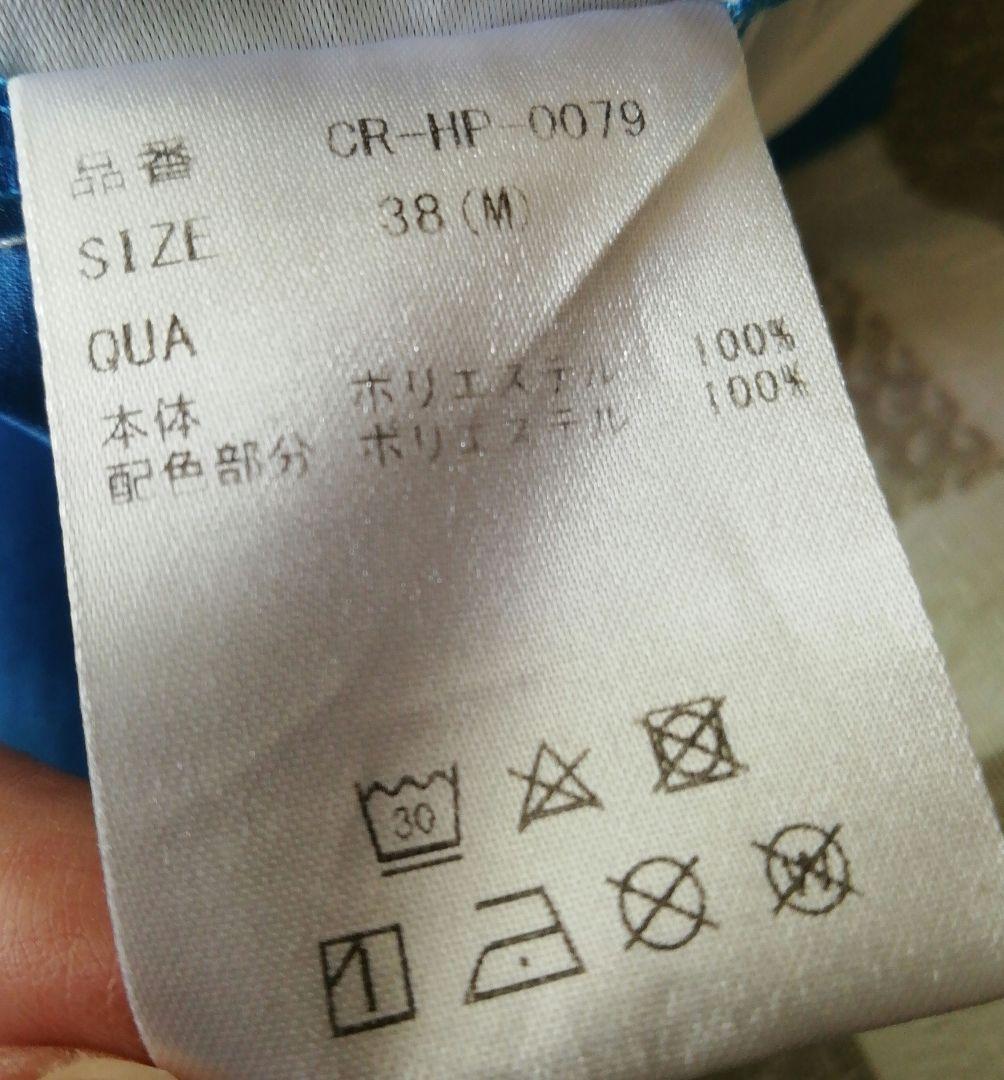 品番 CR-HP-0079
SIZE 38(M)
QUA
本体 ポリエステル 100%
配色部分 ポリエステル 100%
30
W